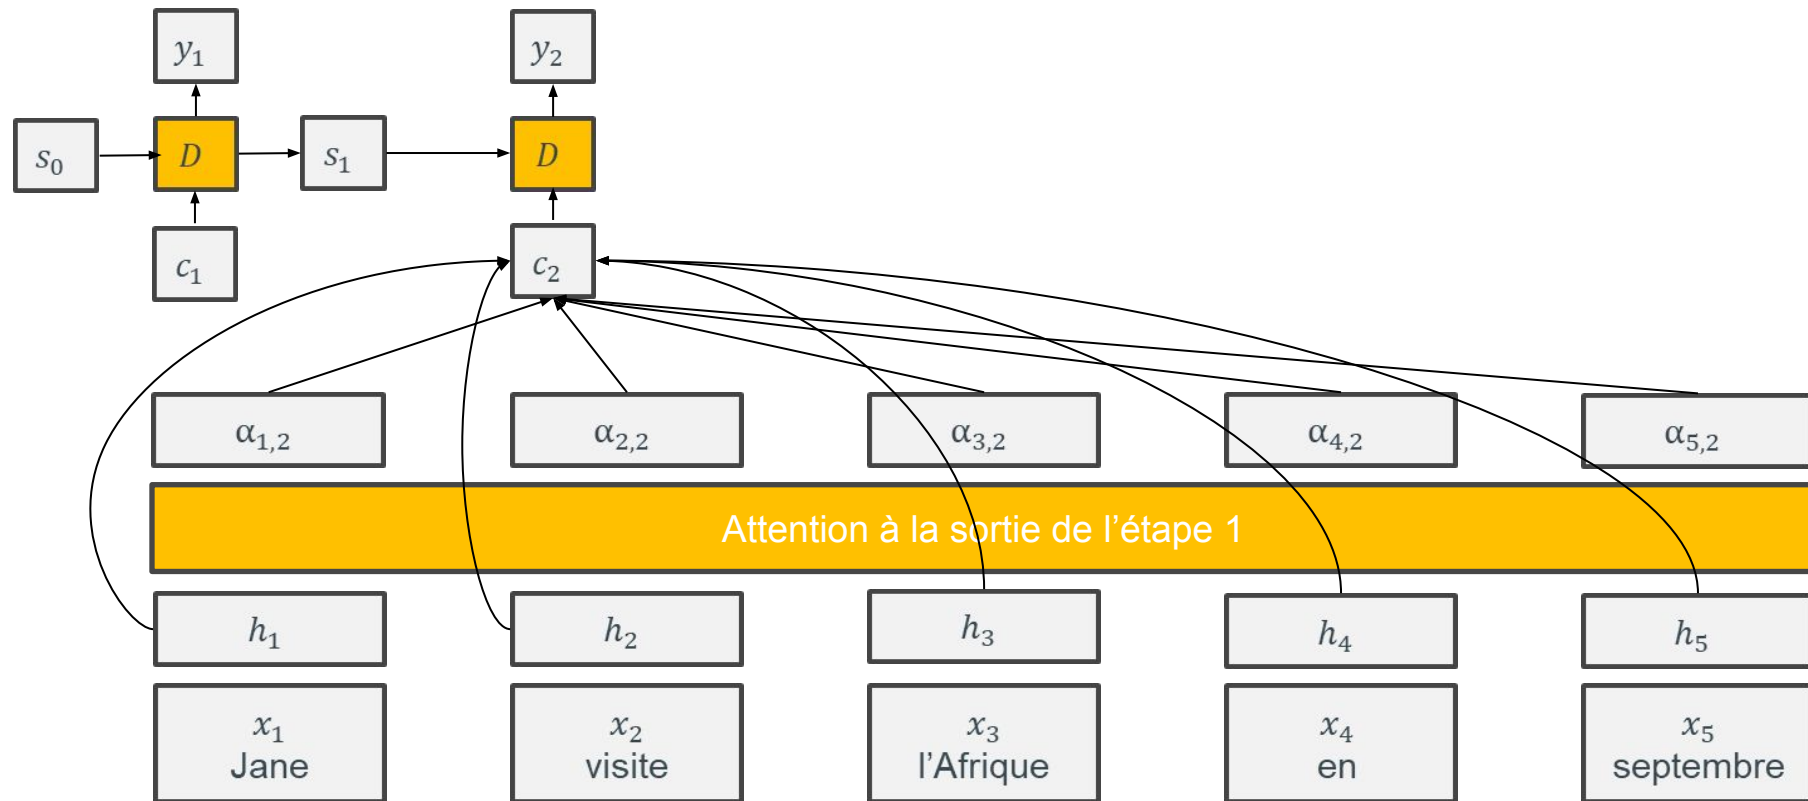 y₁ y₂
s₀ D s₁ D
c₁ c₂
α₁,₂ α₂,₂ α₃,₂ α₄,₂ α₅,₂
Attention à la sortie de l’étape 1
h₁ h₂ h₃ h₄ h₅
x₁ x₂ x₃ x₄ x₅
Jane visite l’Afrique en septembre